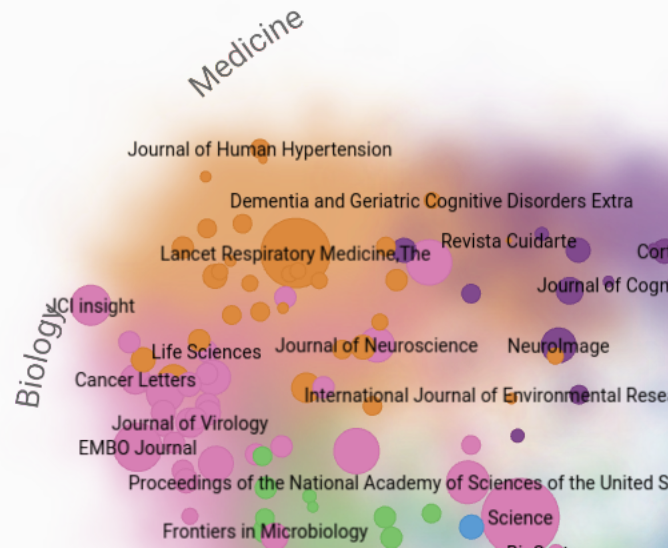 Medicine
Journal of Human Hypertension
Dementia and Geriatric Cognitive Disorders Extra
Revista Cuidarte
Lancet Respiratory Medicine,The
Cor
Journal of Cogn
JCI insight
Biology
Journal of Neuroscience
NeuroImage
Life Sciences
Cancer Letters
International Journal of Environmental Rese
Journal of Virology
EMBO Journal
Proceedings of the National Academy of Sciences of the United S
Science
Frontiers in Microbiology